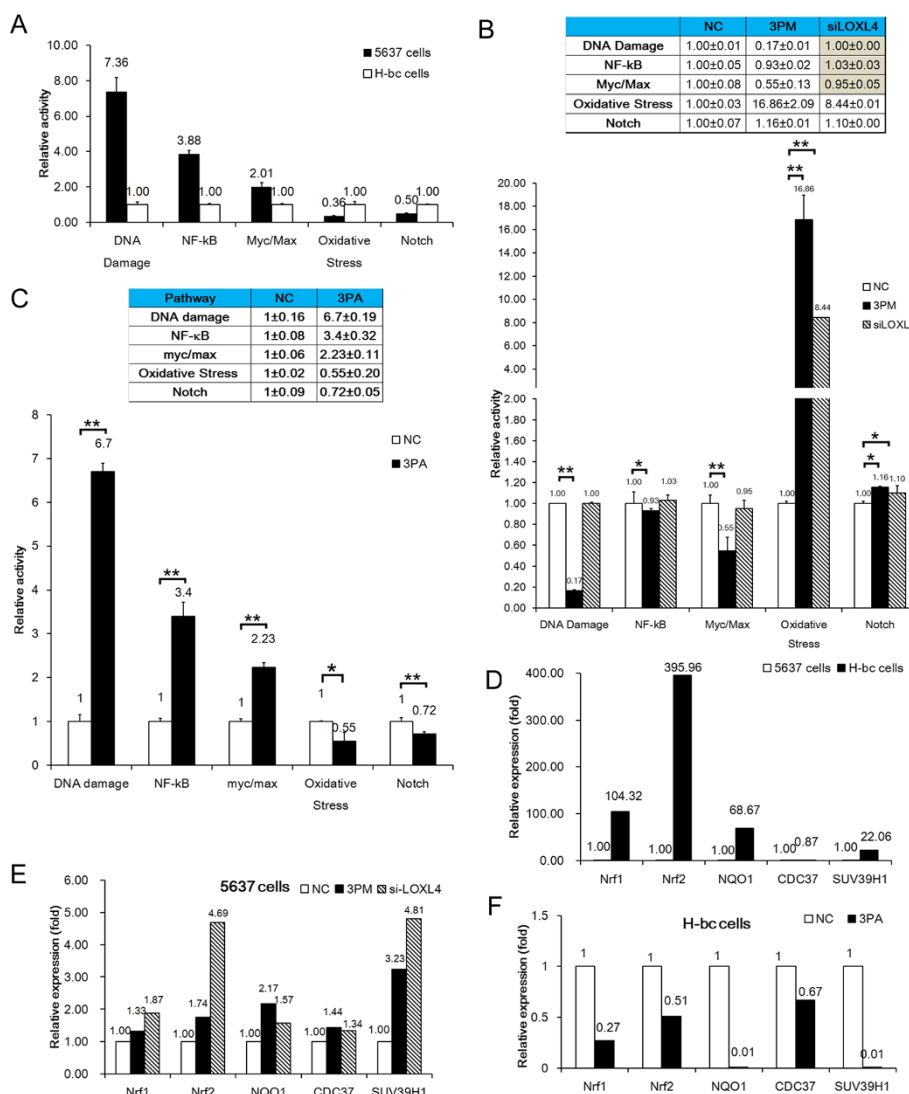 A
10.00
8.00
6.00
4.00
2.00
0.00
Relative activity
5637 cells
H-bc cells
7.36
1.00
3.88
1.00
2.01
1.00
0.36
1.00
0.50
1.00
DNA Damage
NF-kB
Myc/Max
Oxidative Stress
Notch
B
NC 3PM siLOXL4
DNA Damage 1.00±0.01 0.17±0.01 1.00±0.00
NF-kB 1.00±0.05 0.93±0.02 1.03±0.03
Myc/Max 1.00±0.08 0.55±0.13 0.95±0.05
Oxidative Stress 1.00±0.03 16.86±2.09 8.44±0.01
Notch 1.00±0.07 1.16±0.01 1.10±0.00
20.00
18.00
16.00
14.00
12.00
10.00
8.00
6.00
4.00
2.00
1.20
1.00
0.80
0.60
0.40
0.20
0.00
Relative activity
NC
3PM
siLOXL
**
1.00
0.17
1.00
*
1.00
0.93
1.03
**
1.00
0.55
0.95
**
**
1.00
16.86
8.44
*
*
1.00
1.16
1.10
DNA Damage
NF-kB
Myc/Max
Oxidative Stress
Notch
C
Pathway NC 3PA
DNA damage 1±0.16 6.7±0.19
NF-κB 1±0.08 3.4±0.32
myc/max 1±0.06 2.23±0.11
Oxidative Stress 1±0.02 0.55±0.20
Notch 1±0.09 0.72±0.05
8
7
6
5
4
3
2
1
0
Relative activity
NC
3PA
**
1
6.7
**
1
3.4
**
1
2.23
*
1
0.55
**
1
0.72
DNA damage
NF-kB
myc/max
Oxidative Stress
Notch
D
400.00
300.00
200.00
100.00
0.00
Relative expression (fold)
5637 cells
H-bc cells
1.00
104.32
1.00
395.96
1.00
68.67
1.00
0.87
1.00
22.06
Nrf1
Nrf2
NQO1
CDC37
SUV39H1
E
6.00
5.00
4.00
3.00
2.00
1.00
0.00
Relative expression (fold)
5637 cells
NC
3PM
si-LOXL4
1.00
1.33
1.87
1.00
1.74
4.69
1.00
2.17
1.57
1.00
1.44
1.34
1.00
3.23
4.81
Nrf1
Nrf2
NQO1
CDC37
SUV39H1
F
1.5
1
0.5
0
Relative expression (fold)
H-bc cells
NC
3PA
1
0.27
1
0.51
1
0.01
1
0.67
1
0.01
Nrf1
Nrf2
NQO1
CDC37
SUV39H1